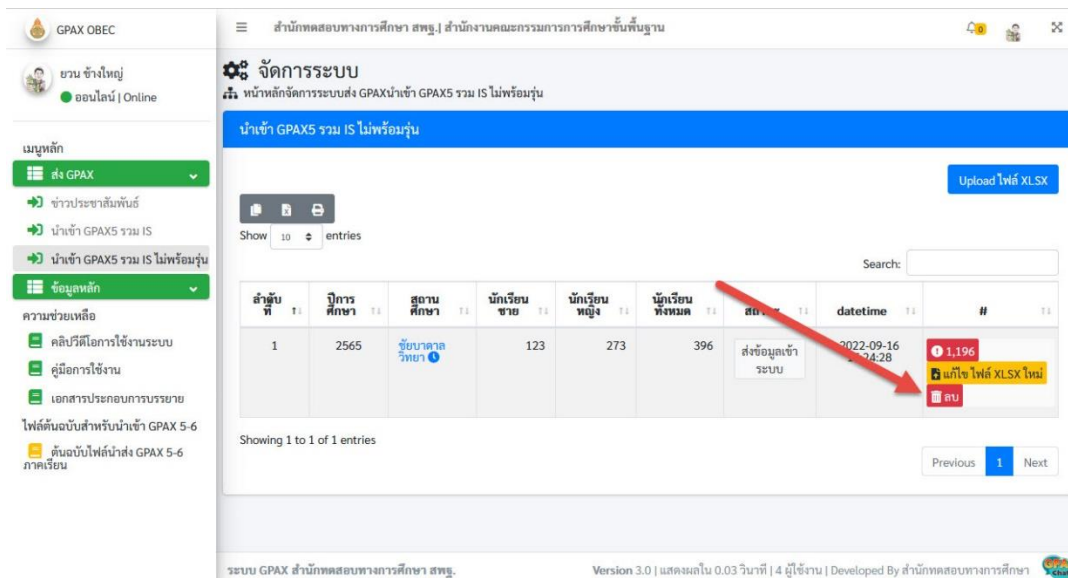 GPAX OBEC
สำนักทดสอบทางการศึกษา สพฐ.| สำนักงานคณะกรรมการการศึกษาขั้นพื้นฐาน
0
ยวน ช้างใหญ่
ออนไลน์ | Online
จัดการระบบ
หน้าหลักจัดการระบบส่ง GPAXนำเข้า GPAX5 รวม IS ไม่พร้อมรุ่น
เมนูหลัก
ส่ง GPAX
ข่าวประชาสัมพันธ์
นำเข้า GPAX5 รวม IS
นำเข้า GPAX5 รวม IS ไม่พร้อมรุ่น
ข้อมูลหลัก
ความช่วยเหลือ
คลิปวีดีโอการใช้งานระบบ
คู่มือการใช้งาน
เอกสารประกอบการบรรยาย
ไฟล์ต้นฉบับสำหรับนำเข้า GPAX 5-6
ต้นฉบับไฟล์นำส่ง GPAX 5-6
ภาคเรียน
นำเข้า GPAX5 รวม IS ไม่พร้อมรุ่น
Upload ไฟล์ XLSX
Show 10 entries
Search:
ลำดับที่ ปีการศึกษา สถานศึกษา นักเรียนชาย นักเรียนหญิง นักเรียนทั้งหมด datetime #
1 2565 ชัยบาดาล 123 273 396 ส่งข้อมูลเข้า 2022-09-16 1,196
วิทยา ระบบ 24:28 แก้ไข ไฟล์ XLSX ใหม่
ลบ
Showing 1 to 1 of 1 entries
Previous 1 Next
ระบบ GPAX สำนักทดสอบทางการศึกษา สพฐ.
Version 3.0 | แสดงผลใน 0.03 วินาที | 4 ผู้ใช้งาน | Developed By สำนักทดสอบทางการศึกษา
GPAX
Chat